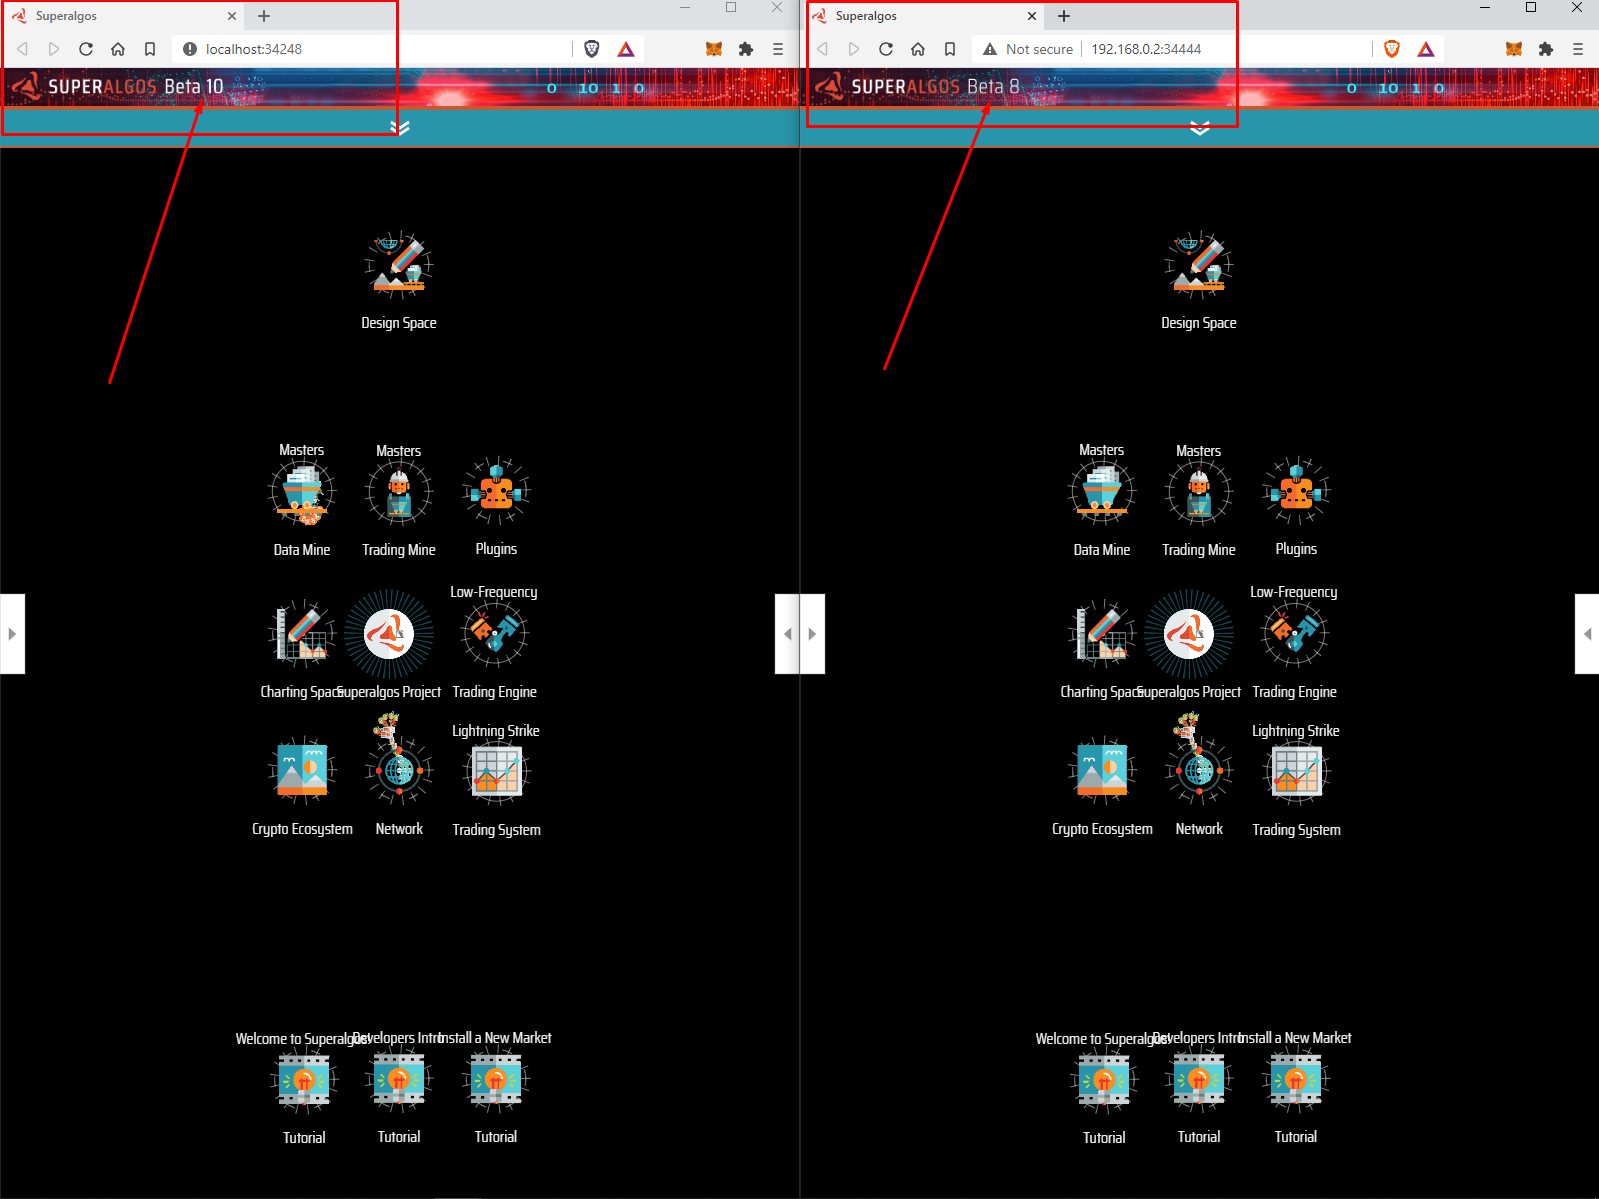 Superalgos
localhost:34248
SUPERALGOS Beta 10
0 10 1 0
Design Space
Masters
Masters
Data Mine
Trading Mine
Plugins
Low-Frequency
Charting Space
Superalgos Project
Trading Engine
Lightning Strike
Crypto Ecosystem
Network
Trading System
Welcome to Superalgos!
Developers Intro
Install a New Market
Tutorial
Tutorial
Tutorial
Superalgos
Not secure
192.168.0.2:34444
SUPERALGOS Beta 8
0 10 1 0
Design Space
Masters
Masters
Data Mine
Trading Mine
Plugins
Low-Frequency
Charting Space
Superalgos Project
Trading Engine
Lightning Strike
Crypto Ecosystem
Network
Trading System
Welcome to Superalgos!
Developers Intro
Install a New Market
Tutorial
Tutorial
Tutorial